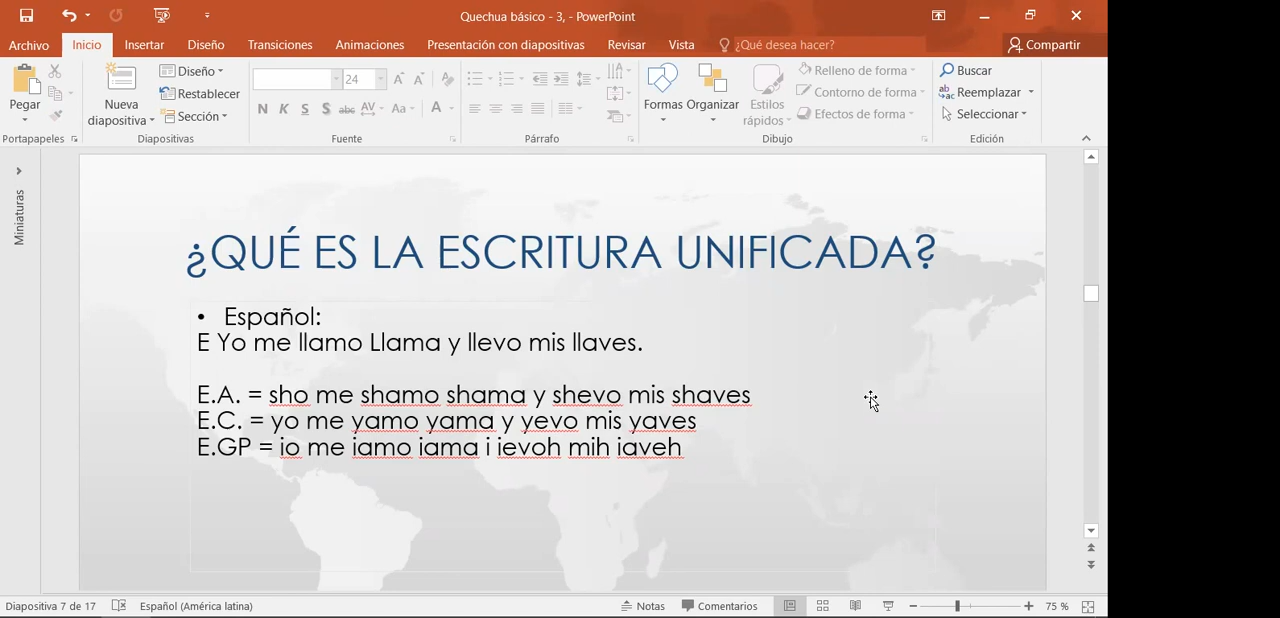 Quechua básico - 3, - PowerPoint
Archivo Inicio Insertar Diseño Transiciones Animaciones Presentación con diapositivas Revisar Vista ¿Qué desea hacer? Compartir
Pegar
Nueva diapositiva
Diseño
Restablecer
Sección
24
N K S S abc AV Aa A
Formas Organizar Estilos rápidos
Relleno de forma
Contorno de forma
Efectos de forma
Buscar
Reemplazar
Seleccionar
Portapapeles Diapositivas Fuente Párrafo Dibujo Edición
Miniaturas
¿QUÉ ES LA ESCRITURA UNIFICADA?
• Español:
E Yo me llamo Llama y llevo mis llaves.
E.A. = sho me shamo shama y shevo mis shaves
E.C. = yo me yamo yama y yevo mis yaves
E.GP = io me iamo iama i ievoh mih iaveh
Diapositiva 7 de 17 Español (América latina) Notas Comentarios 75 %